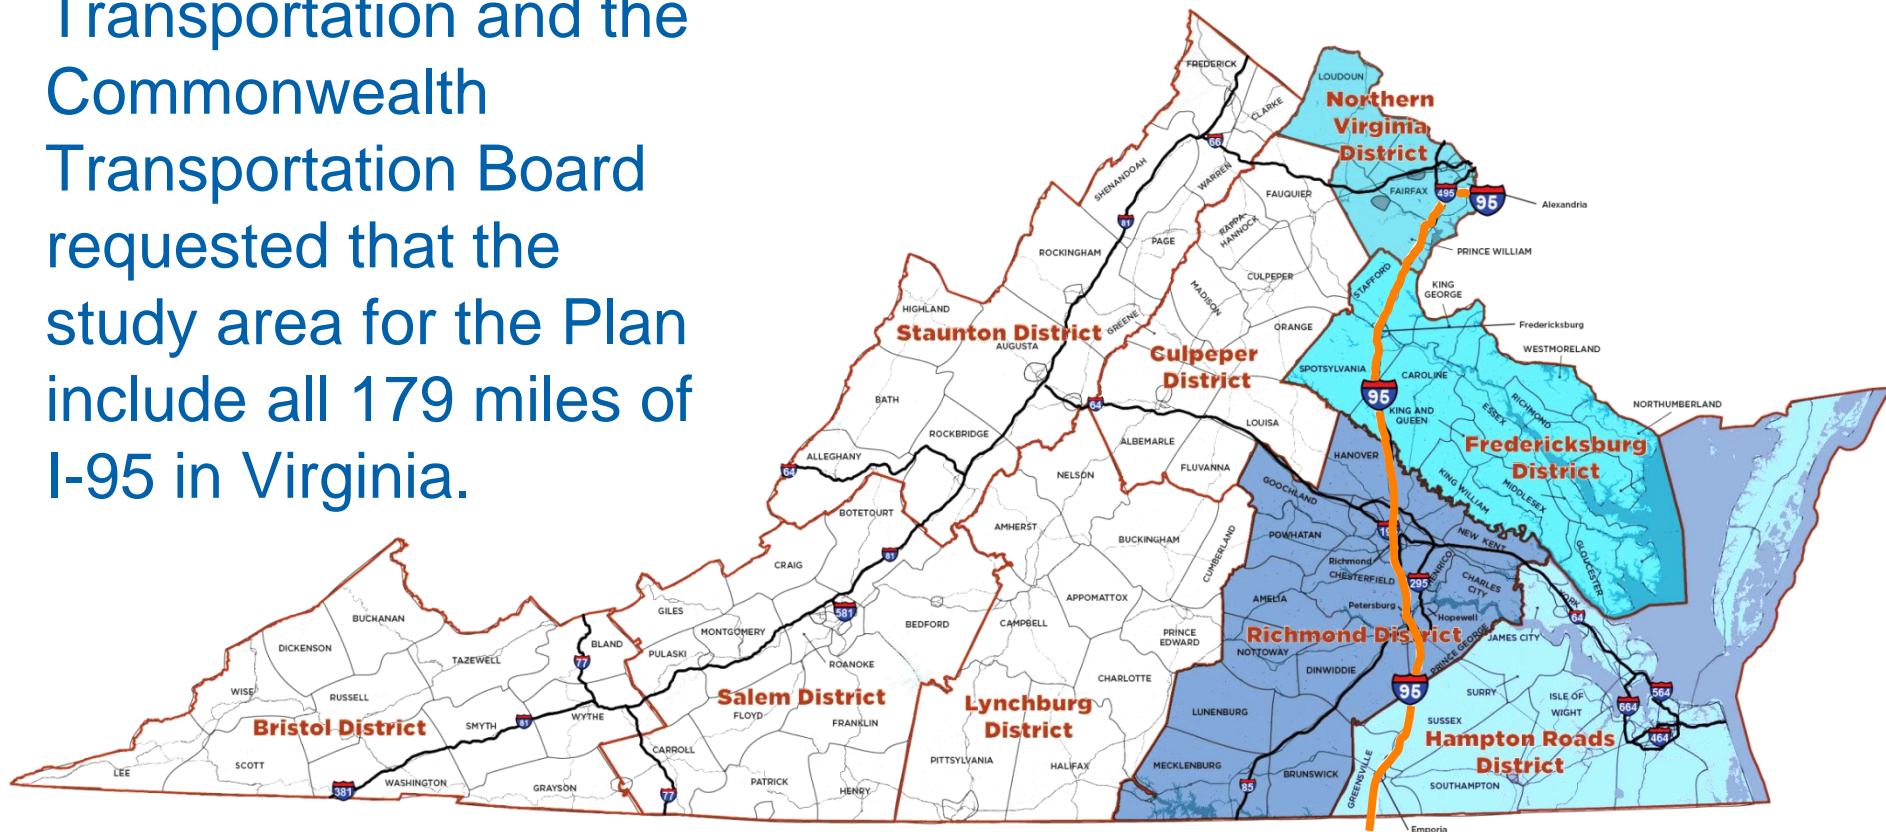 Transportation and the
Commonwealth
Transportation Board
requested that the
study area for the Plan
include all 179 miles of
I-95 in Virginia.
FREDERICK
CLARKE
LOUDOUN
Northern
Virginia
District
66
SHENANDOAH
WARREN
FAUQUIER
FAIRFAX
495
95
Alexandria
81
RAPPA-
HANNOCK
PAGE
ROCKINGHAM
PRINCE WILLIAM
CULPEPER
STAFFORD
KING
GEORGE
MADISON
HIGHLAND
GREENE
ORANGE
Fredericksburg
Staunton District
AUGUSTA
Culpeper
District
WESTMORELAND
SPOTSYLVANIA
CAROLINE
BATH
64
95
ESSEX
RICHMOND
NORTHUMBERLAND
KING AND
QUEEN
LOUISA
ROCKBRIDGE
ALBEMARLE
Fredericksburg
District
ALLEGHANY
64
HANOVER
FLUVANNA
NELSON
GOOCHLAND
KING WILLIAM
MIDDLESEX
BOTETOURT
AMHERST
BUCKINGHAM
CUMBERLAND
POWHATAN
NEW KENT
81
Richmond
GLOUCESTER
CRAIG
CHESTERFIELD
295
HENRICO
CHARLES
CITY
APPOMATTOX
AMELIA
Petersburg
YORK
GILES
581
BUCHANAN
BEDFORD
CAMPBELL
Hopewell
64
MONTGOMERY
PRINCE
EDWARD
Richmond District
JAMES CITY
BLAND
DICKENSON
PULASKI
ROANOKE
NOTTOWAY
PRINCE GEORGE
TAZEWELL
77
DINWIDDIE
CHARLOTTE
WISE
RUSSELL
Salem District
Lynchburg
District
95
SURRY
ISLE OF
WIGHT
564
664
464
FLOYD
FRANKLIN
LUNENBURG
SUSSEX
Bristol District
SMYTH
81
WYTHE
Hampton Roads
District
CARROLL
PITTSYLVANIA
HALIFAX
MECKLENBURG
BRUNSWICK
GREENSVILLE
LEE
SCOTT
381
WASHINGTON
GRAYSON
77
PATRICK
HENRY
85
SOUTHAMPTON
Emporia